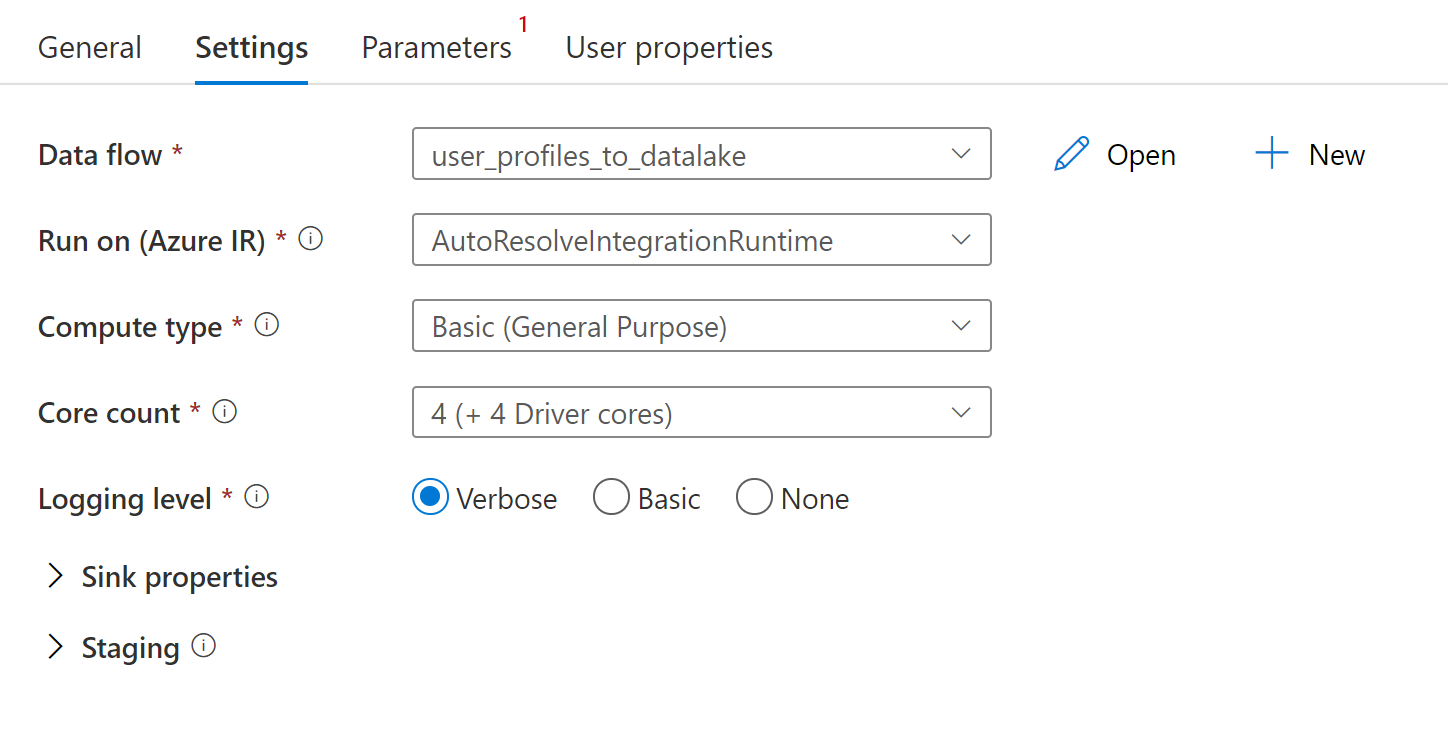 General Settings Parameters 1 User properties
Data flow * user_profiles_to_datalake Open New
Run on (Azure IR) * AutoResolveIntegrationRuntime
Compute type * Basic (General Purpose)
Core count * 4 (+ 4 Driver cores)
Logging level * Verbose Basic None
Sink properties
Staging